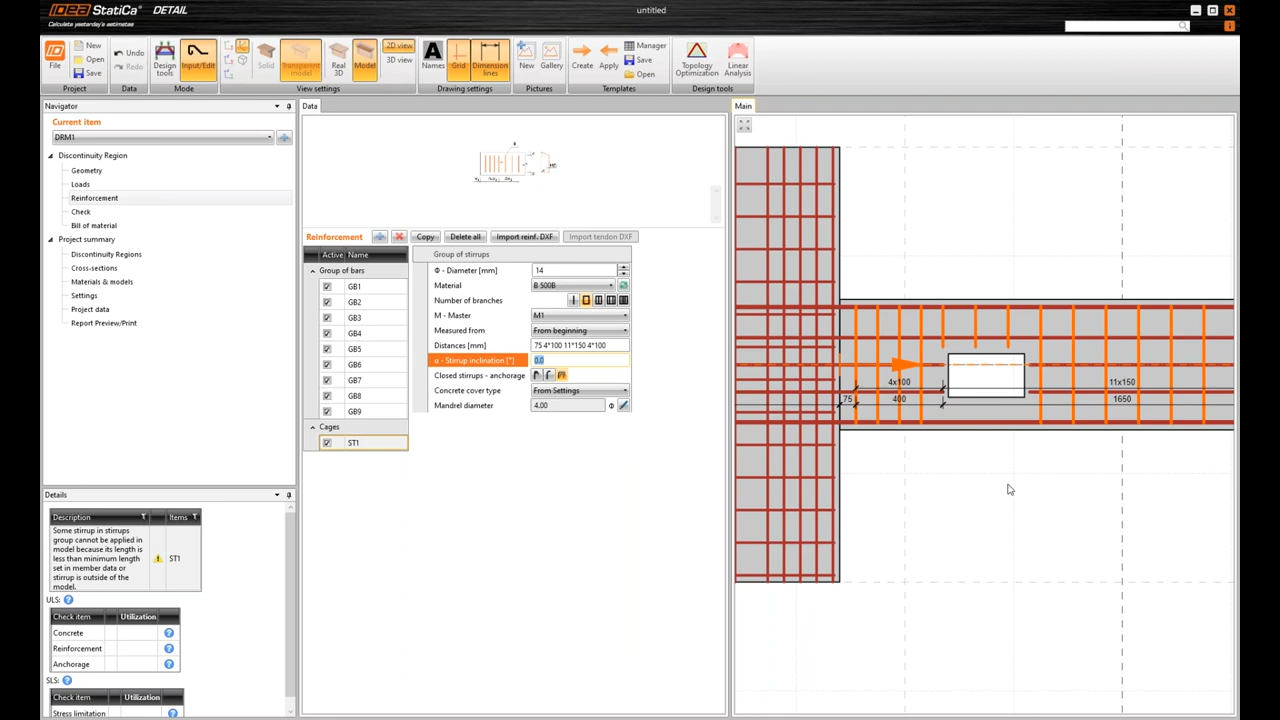 IDEA StatiCa® DETAIL
Calculate yesterday's estimates
untitled
File
New
Open
Save
Project
Undo
Redo
Data
Design tools
Input/Edit
Mode
Solid
Transparent model
Real 3D
Model
2D view
3D view
View settings
Names
Grid
Dimension lines
Drawing settings
New
Gallery
Pictures
Create
Apply
Manager
Save
Open
Templates
Topology Optimization
Linear Analysis
Design tools
Navigator
Current item
DRM1
Discontinuity Region
Geometry
Loads
Reinforcement
Check
Bill of material
Project summary
Discontinuity Regions
Cross-sections
Materials & models
Settings
Project data
Report Preview/Print
Details
Description Items
Some stirrup in stirrups
group cannot be applied in
model because its length is
less than minimum length
set in member data or
stirrup is outside of the
model.
ST1
ULS:
Check item Utilization
Concrete
Reinforcement
Anchorage
SLS:
Check item Utilization
Stress limitation
Data
Reinforcement Copy Delete all Import reinf. DXF Import tendon DXF
Active Name
Group of bars
GB1
GB2
GB3
GB4
GB5
GB6
GB7
GB8
GB9
Cages
ST1
Group of stirrups
Φ - Diameter [mm] 14
Material B 500B
Number of branches
M - Master M1
Measured from From beginning
Distances [mm] 75 4*100 11*150 4*100
α - Stirrup inclination [°] 0.0
Closed stirrups - anchorage
Concrete cover type From Settings
Mandrel diameter 4.00 Φ
Main
4x100 11x150
75 400 1650